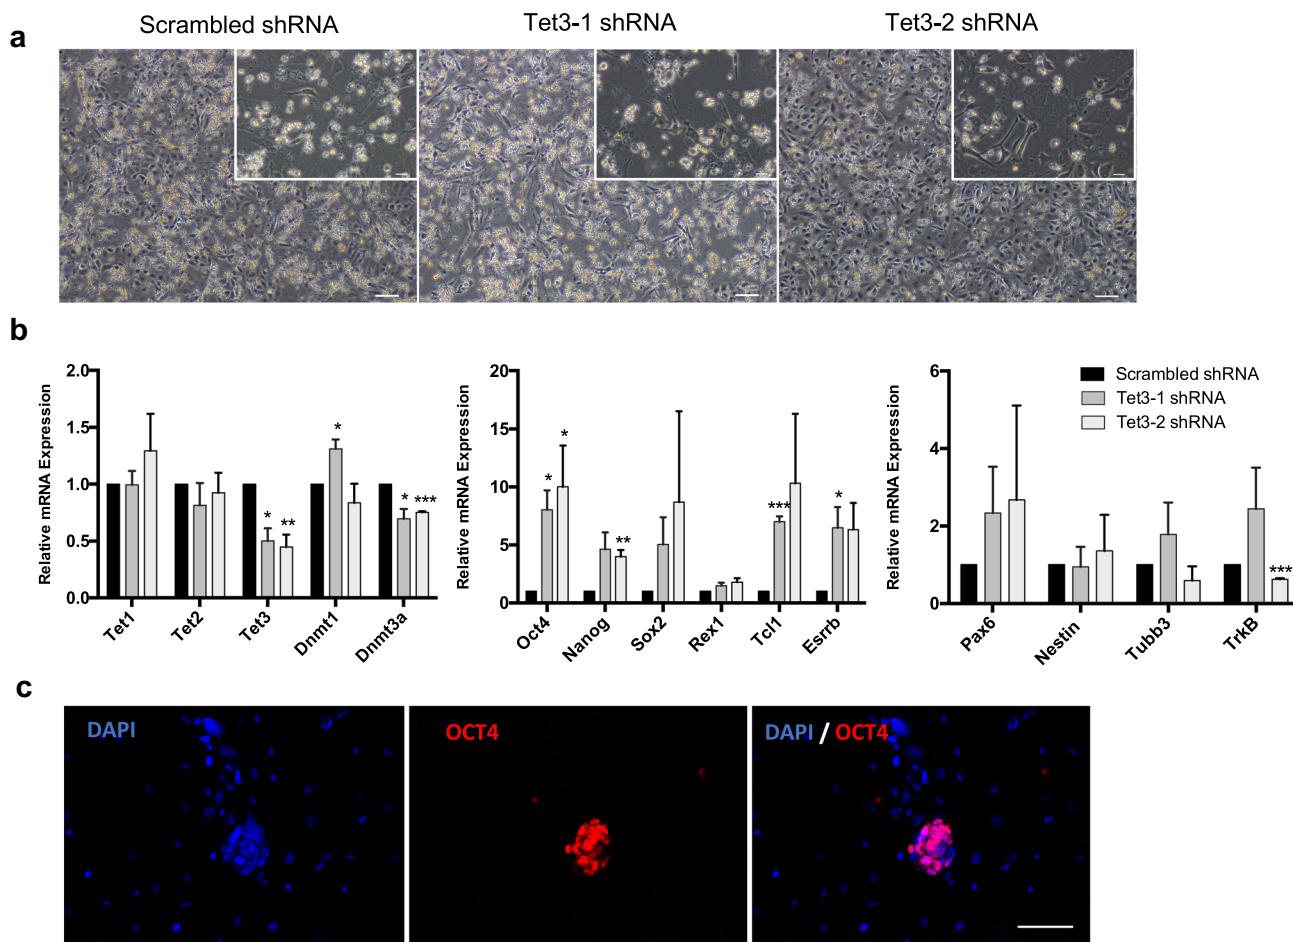 a
Scrambled shRNA
Tet3-1 shRNA
Tet3-2 shRNA
b
Relative mRNA Expression
2.0
1.5
1.0
0.5
0.0
*
**
*
*
***
Tet1
Tet2
Tet3
Dnmt1
Dnmt3a
Relative mRNA Expression
20
15
10
5
0
*
*
**
***
*
Oct4
Nanog
Sox2
Rex1
Tcl1
Esrrb
Relative mRNA Expression
6
4
2
0
Scrambled shRNA
Tet3-1 shRNA
Tet3-2 shRNA
***
Pax6
Nestin
Tubb3
TrkB
c
DAPI
OCT4
DAPI / OCT4